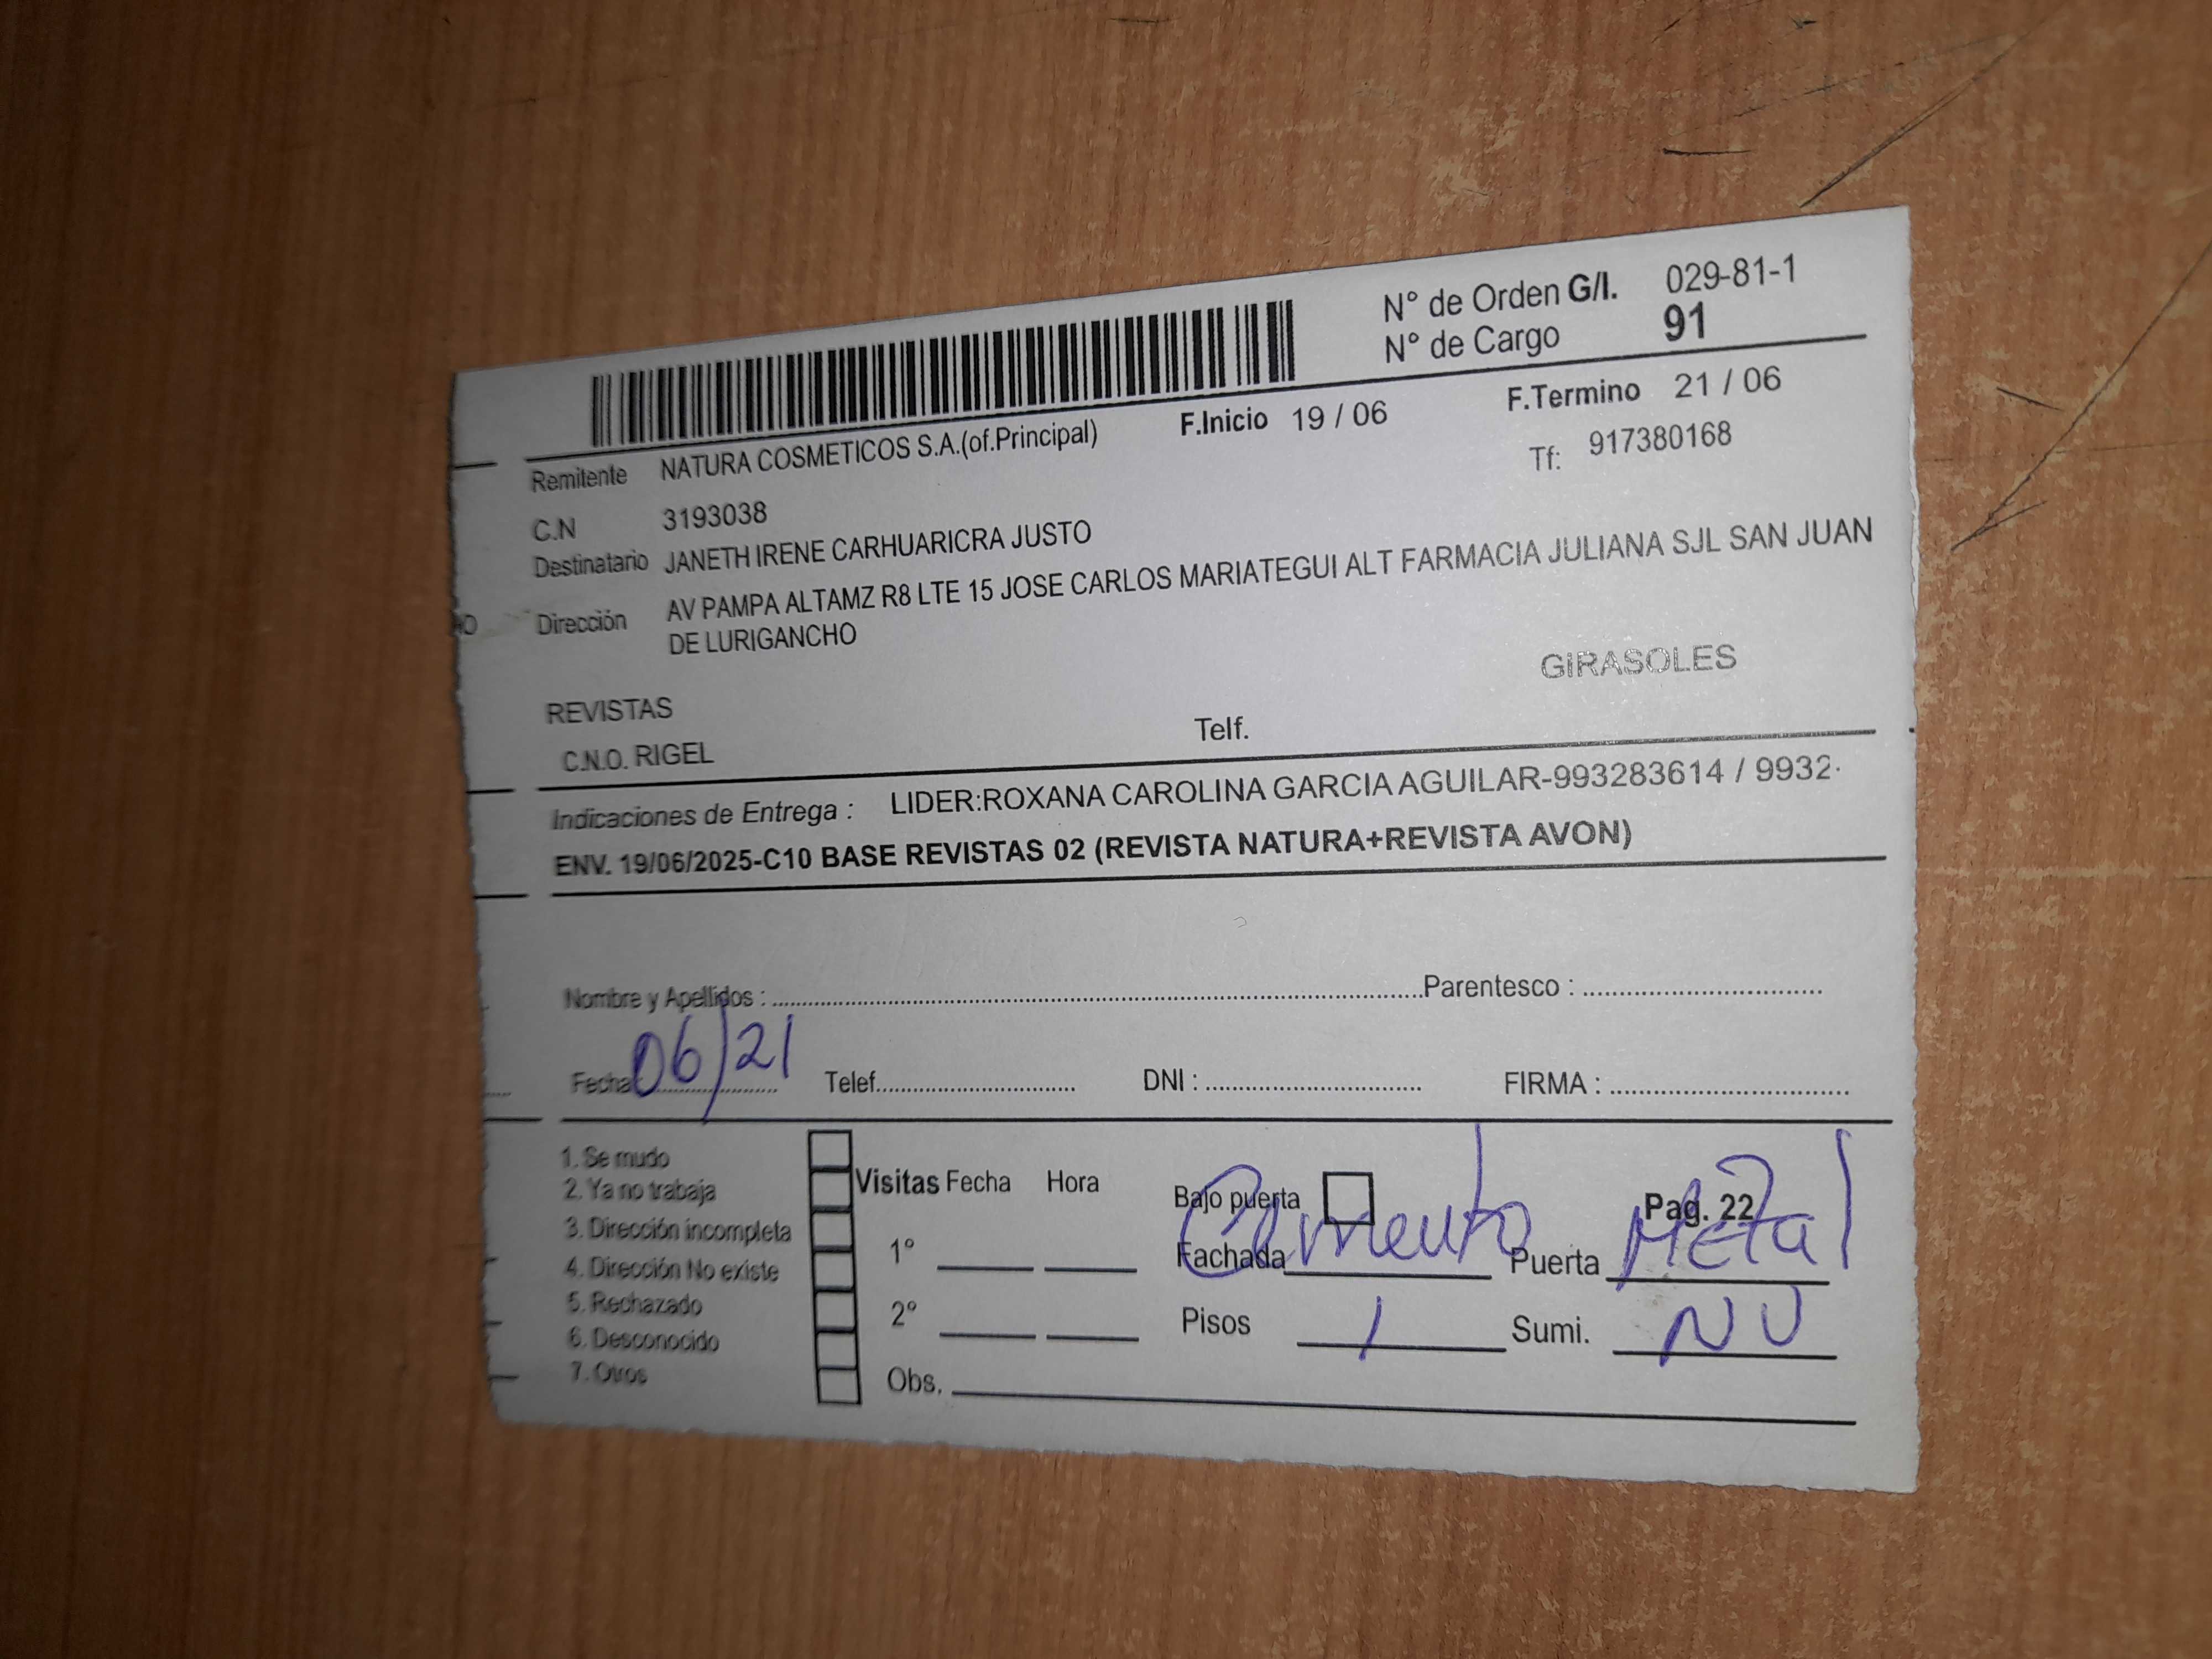 N° de Orden G/I. 029-81-1
N° de Cargo 91
F.Inicio 19 / 06 F.Termino 21 / 06
Remitente NATURA COSMETICOS S.A.(of.Principal) Tf: 917380168
C.N 3193038
Destinatario JANETH IRENE CARHUARICRA JUSTO
Dirección AV PAMPA ALTAMZ R8 LTE 15 JOSE CARLOS MARIATEGUI ALT FARMACIA JULIANA SJL SAN JUAN
DE LURIGANCHO
GIRASOLES
REVISTAS
C.N.O. RIGEL Telf.
Indicaciones de Entrega : LIDER:ROXANA CAROLINA GARCIA AGUILAR-993283614 / 9932
ENV. 19/06/2025-C10 BASE REVISTAS 02 (REVISTA NATURA+REVISTA AVON)
Nombre y Apellidos : Parentesco :
Fecha 06/21 Telef. DNI : FIRMA :
1. Se mudo
2. Ya no trabaja
3. Dirección incompleta
4. Dirección No existe
5. Rechazado
6. Desconocido
7. Otros
Visitas Fecha Hora
1°
2°
Obs.
Bajo puerta Pag. 22
Fachada Cemento Puerta Metal
Pisos 1 Sumi. NU